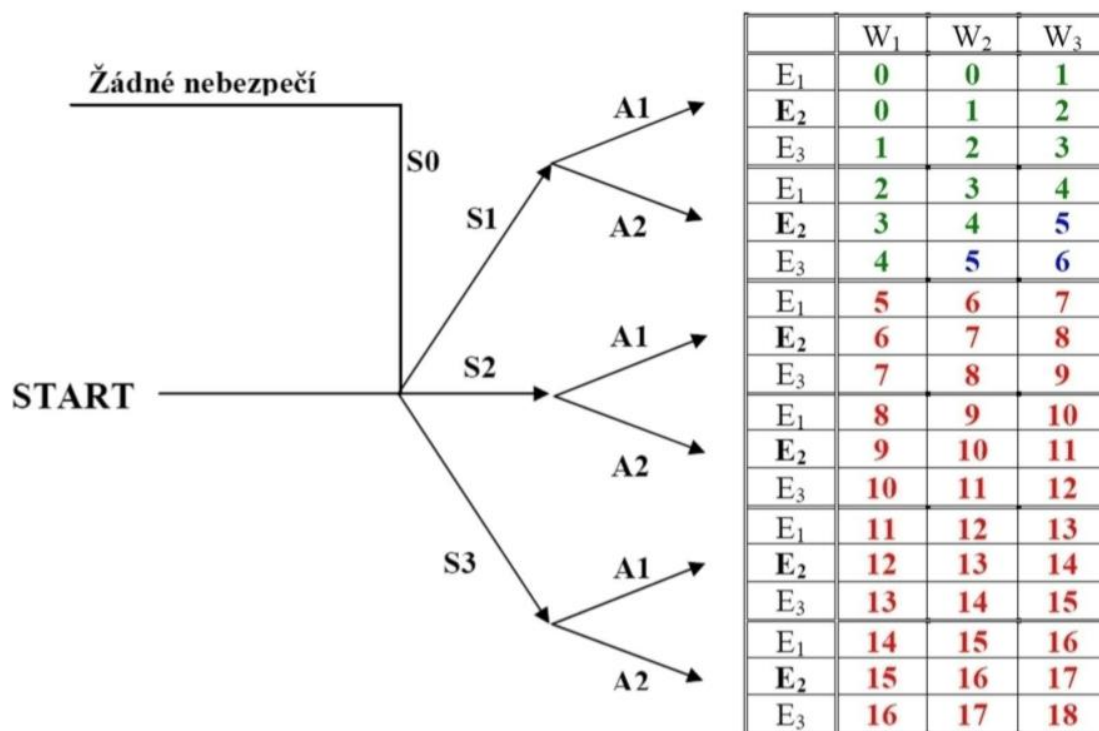 W₁ W₂ W₃
Žádné nebezpečí
S0
START
S1
S2
S3
A1
A2
A1
A2
A1
A2
E₁ 0 0 1
E₂ 0 1 2
E₃ 1 2 3
E₁ 2 3 4
E₂ 3 4 5
E₃ 4 5 6
E₁ 5 6 7
E₂ 6 7 8
E₃ 7 8 9
E₁ 8 9 10
E₂ 9 10 11
E₃ 10 11 12
E₁ 11 12 13
E₂ 12 13 14
E₃ 13 14 15
E₁ 14 15 16
E₂ 15 16 17
E₃ 16 17 18